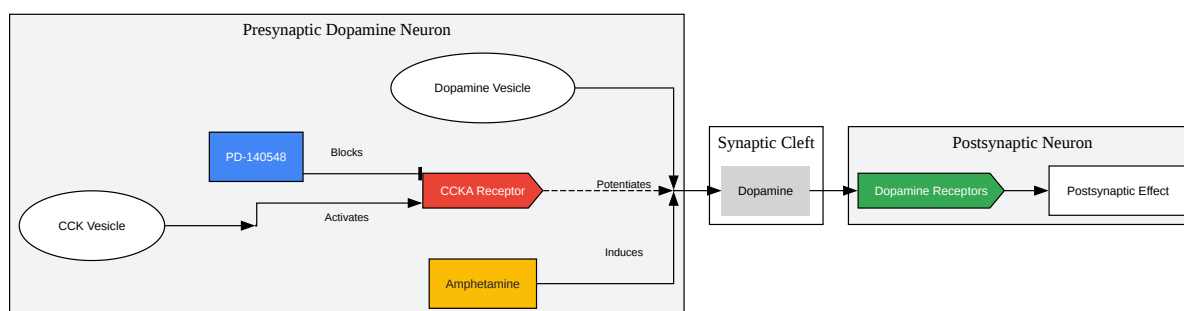 Presynaptic Dopamine Neuron
Dopamine Vesicle
PD-140548
Blocks
CCKA Receptor
Potentiates
CCK Vesicle
Activates
Induces
Amphetamine
Synaptic Cleft
Dopamine
Postsynaptic Neuron
Dopamine Receptors
Postsynaptic Effect